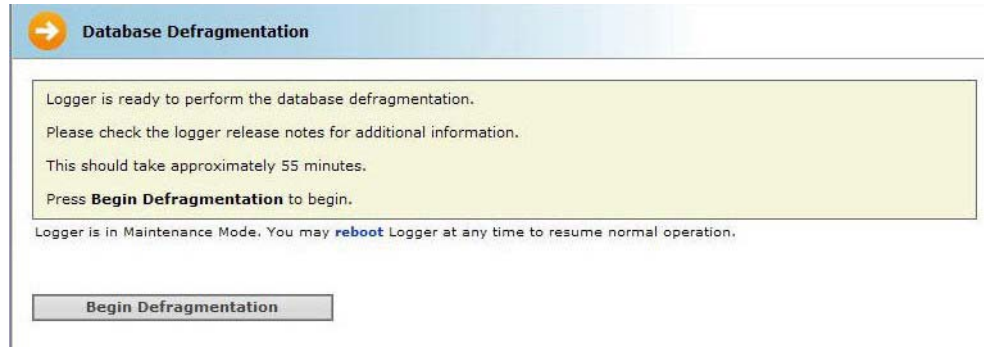 Database Defragmentation
Logger is ready to perform the database defragmentation.
Please check the logger release notes for additional information.
This should take approximately 55 minutes.
Press Begin Defragmentation to begin.
Logger is in Maintenance Mode. You may reboot Logger at any time to resume normal operation.
Begin Defragmentation